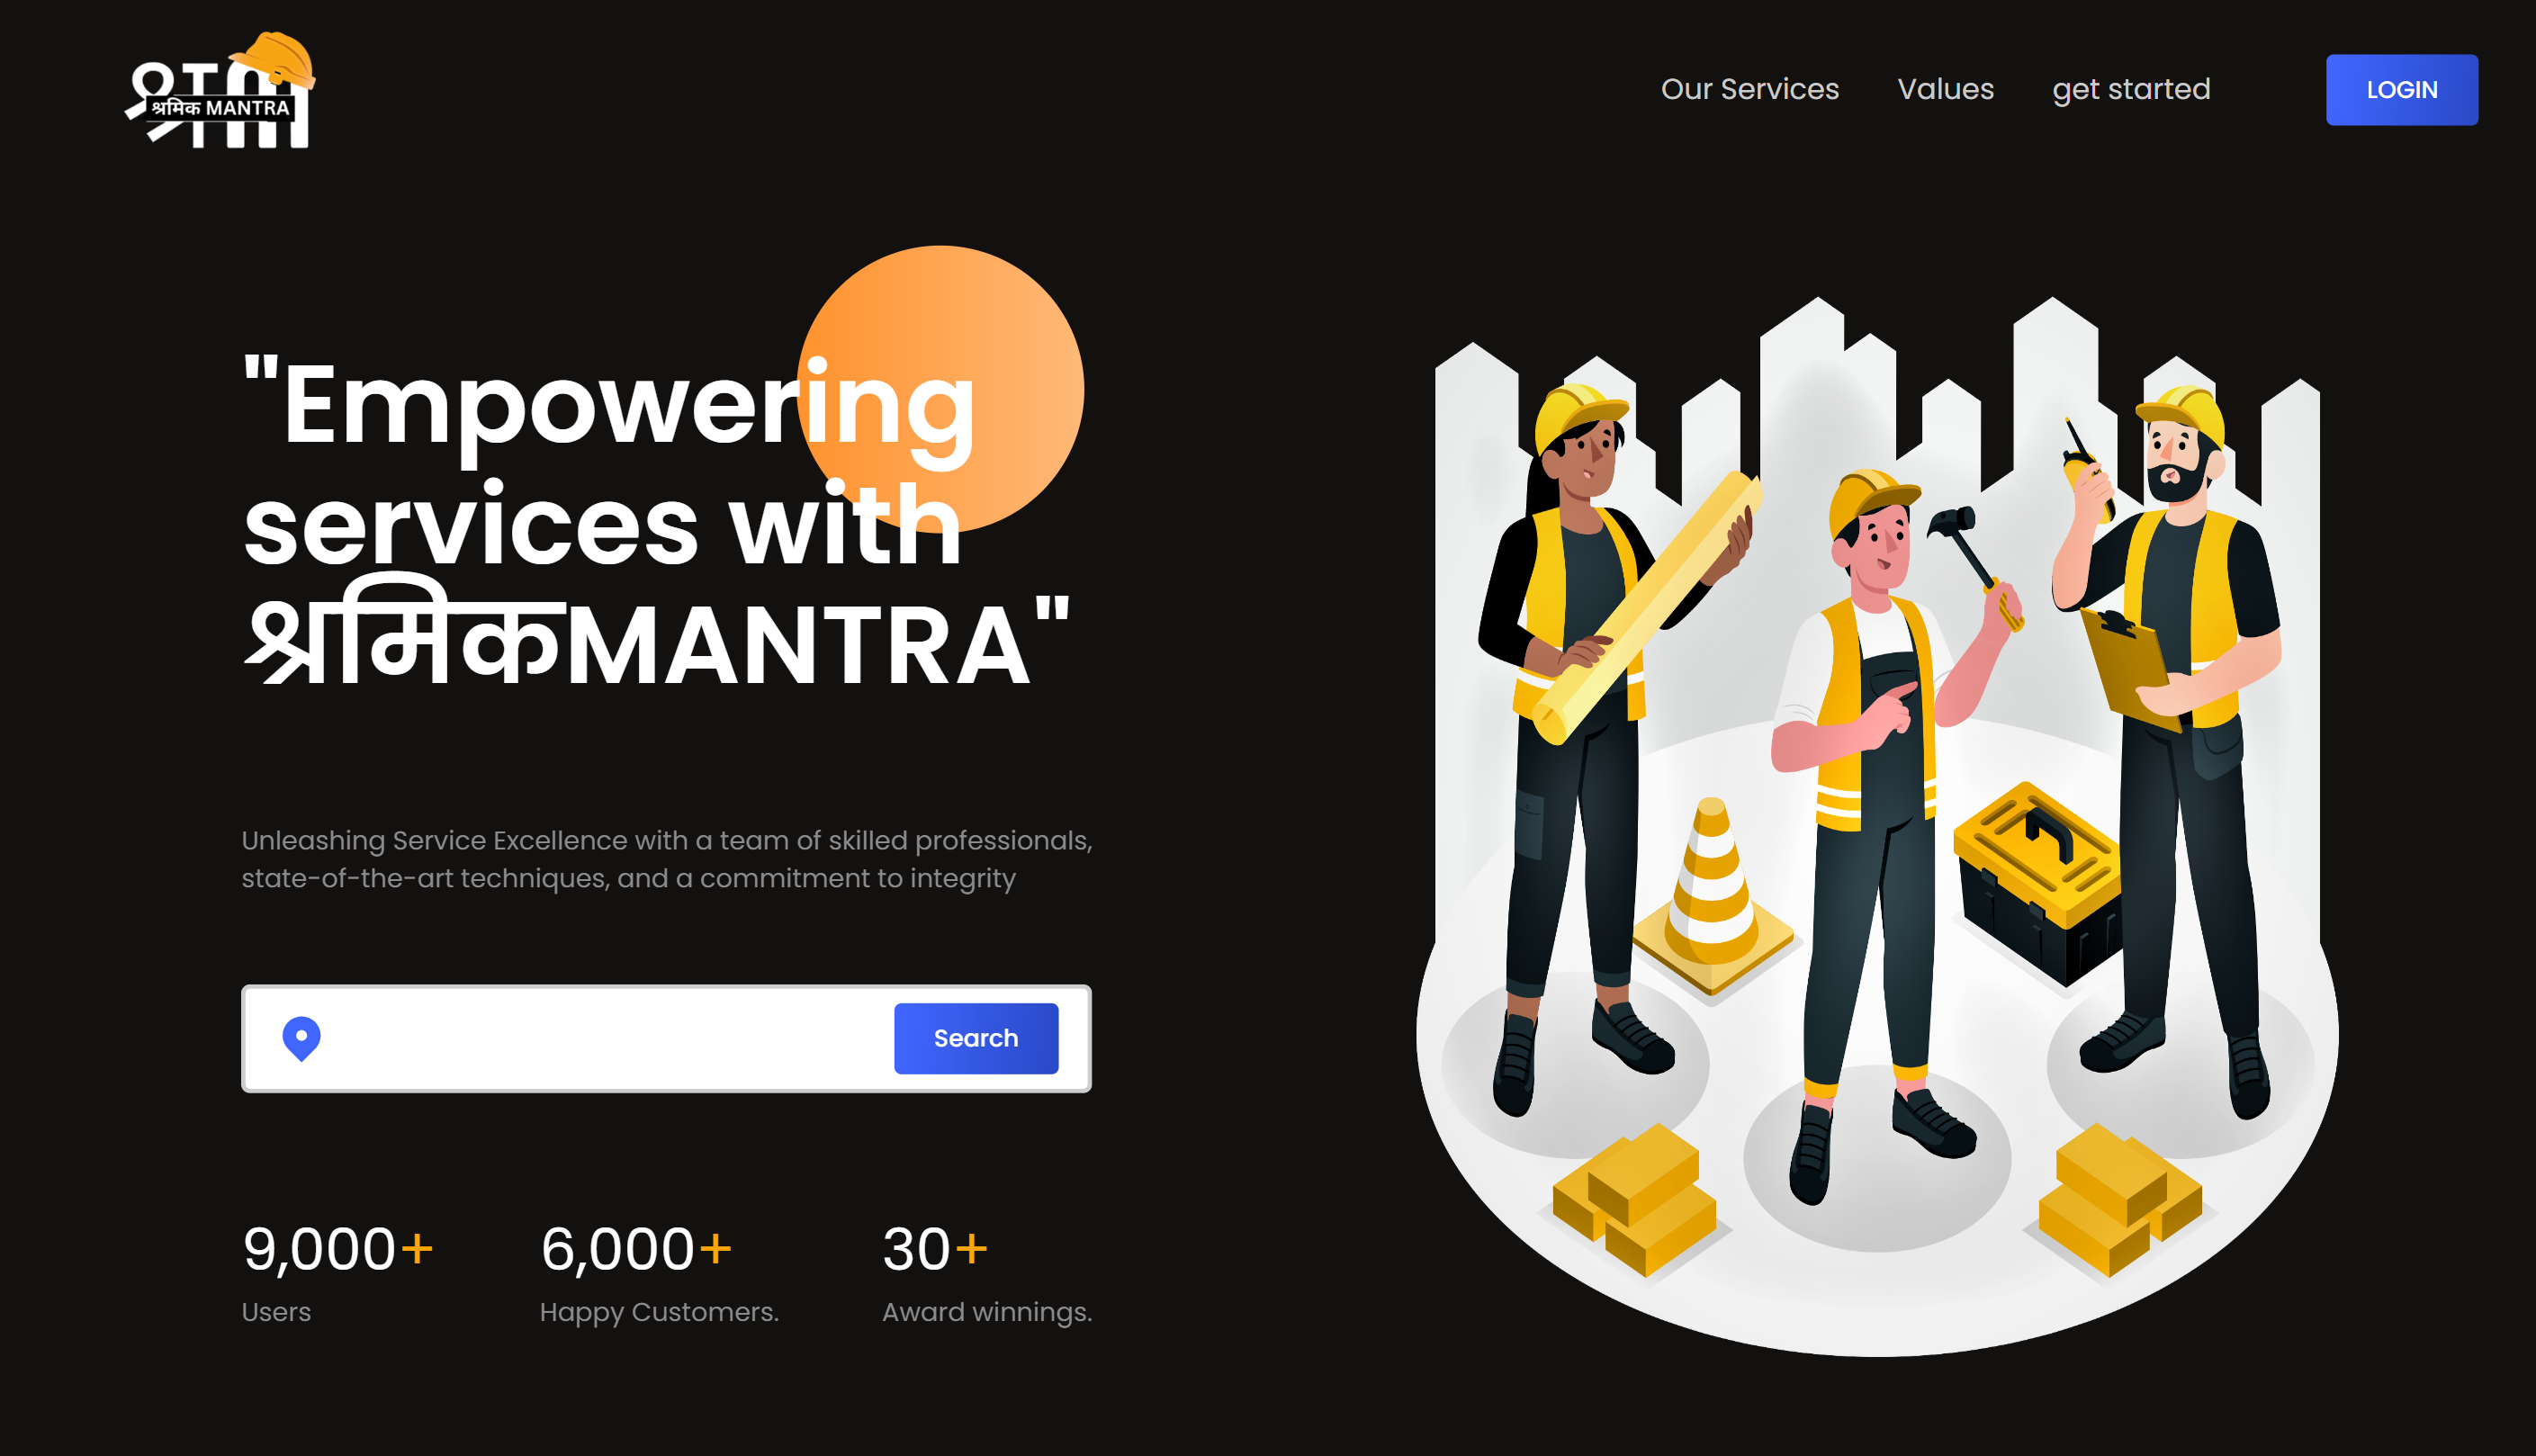 श्रम
श्रमिक MANTRA
Our Services
Values
get started
LOGIN
"Empowering
services with
श्रमिकMANTRA"
Unleashing Service Excellence with a team of skilled professionals,
state-of-the-art techniques, and a commitment to integrity
Search
9,000+
Users
6,000+
Happy Customers.
30+
Award winnings.